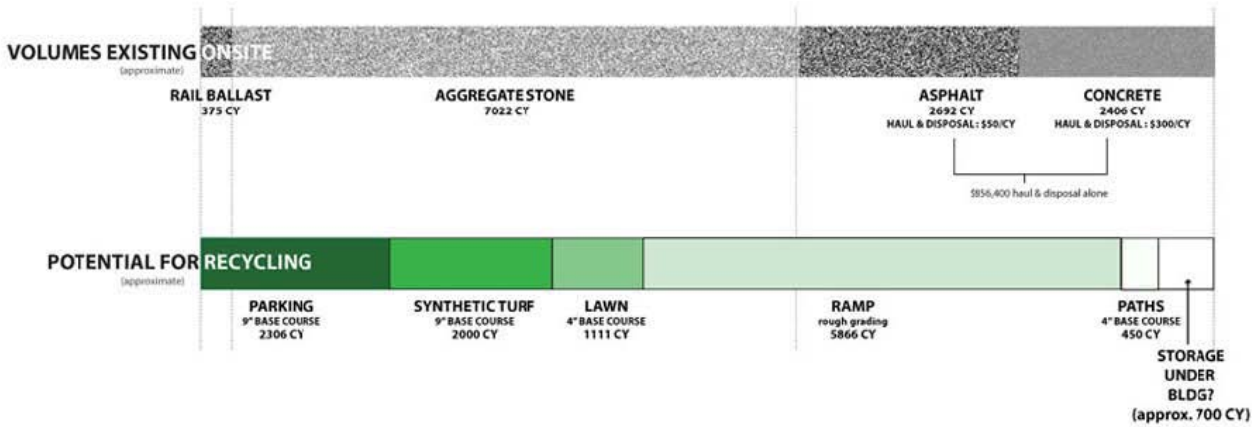 VOLUMES EXISTING ONSITE
(approximate)
RAIL BALLAST
375 CY
AGGREGATE STONE
7022 CY
ASPHALT
2692 CY
HAUL & DISPOSAL: $50/CY
CONCRETE
2406 CY
HAUL & DISPOSAL: $300/CY
$856,400 haul & disposal alone
POTENTIAL FOR RECYCLING
(approximate)
PARKING
9" BASE COURSE
2306 CY
SYNTHETIC TURF
9" BASE COURSE
2000 CY
LAWN
4" BASE COURSE
1111 CY
RAMP
rough grading
5866 CY
PATHS
4" BASE COURSE
450 CY
STORAGE
UNDER
BLDG?
(approx. 700 CY)